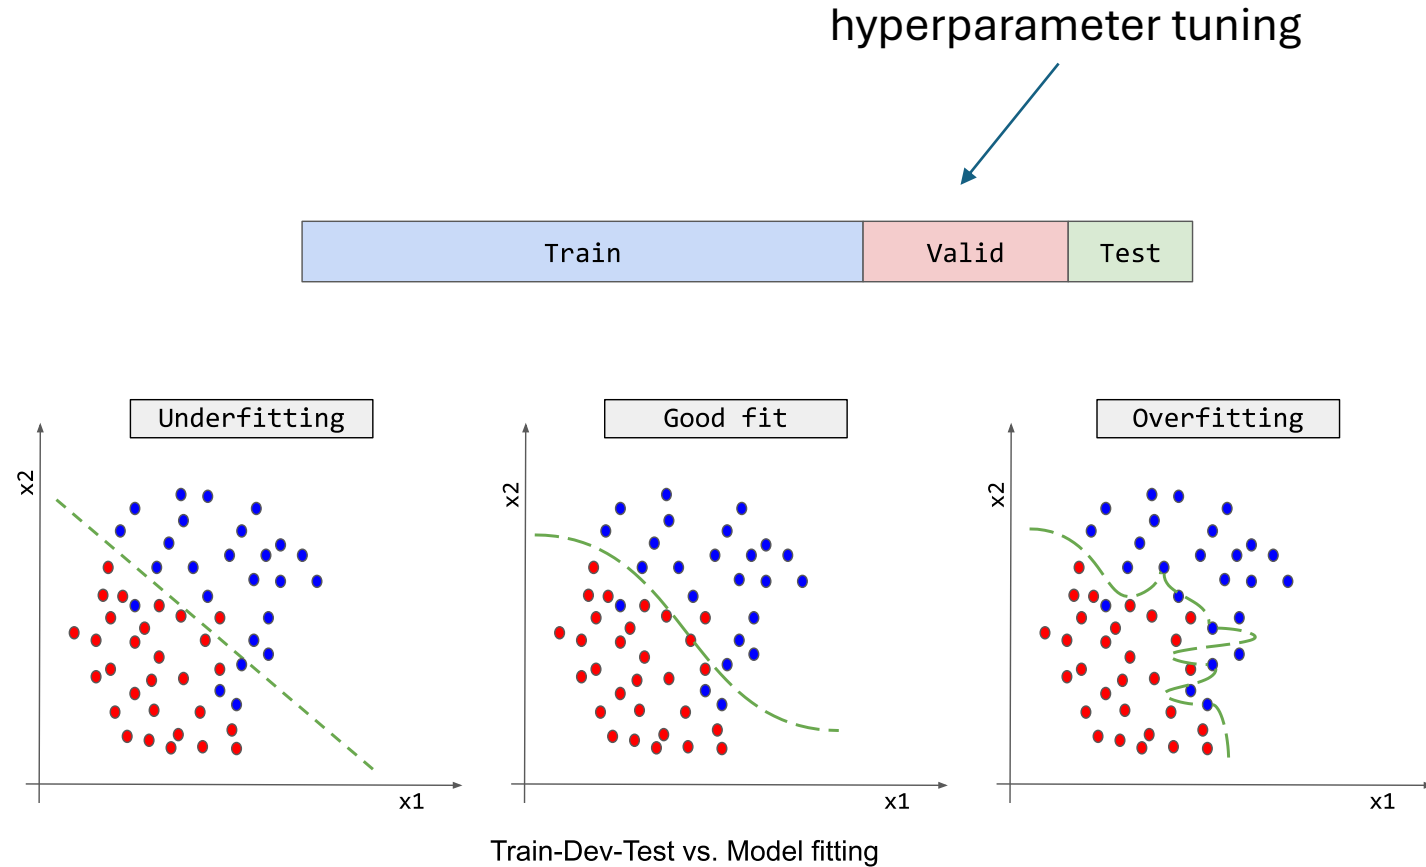 hyperparameter tuning
Train
Valid
Test
Underfitting
Good fit
Overfitting
x2
x2
x2
x1
x1
x1
Train-Dev-Test vs. Model fitting